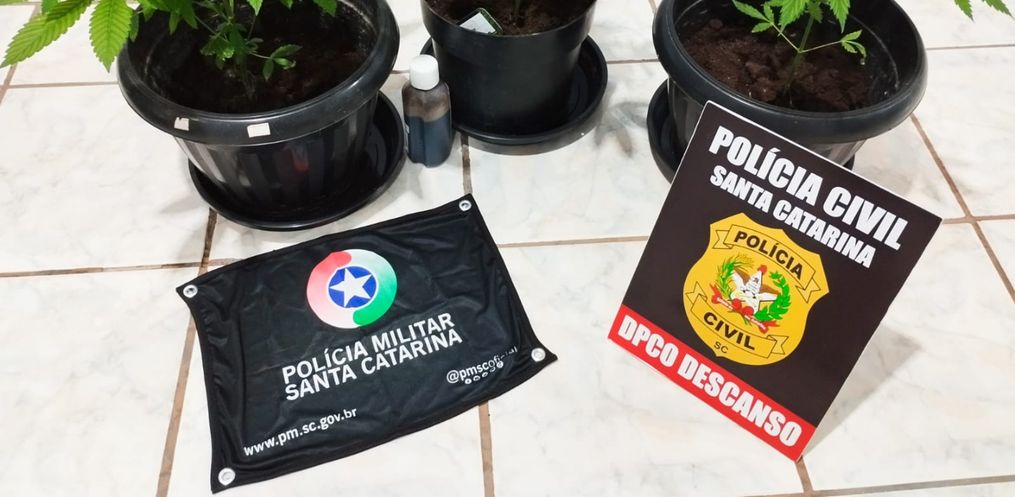 POLÍCIA MILITAR
SANTA CATARINA
@pmscoficial
www.pm.sc.gov.br
POLÍCIA CIVIL
SANTA CATARINA
POLÍCIA
CIVIL
SC
DPCO DESCANSO